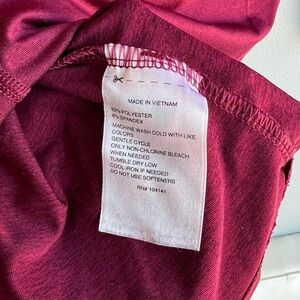 MADE IN VIETNAM
92% POLYESTER
8% SPANDEX
MACHINE WASH COLD WITH LIKE
COLORS
GENTLE CYCLE
ONLY NON-CHLORINE BLEACH
WHEN NEEDED
TUMBLE DRY LOW
COOL IRON IF NEEDED
DO NOT USE SOFTENERS
RN# 104141